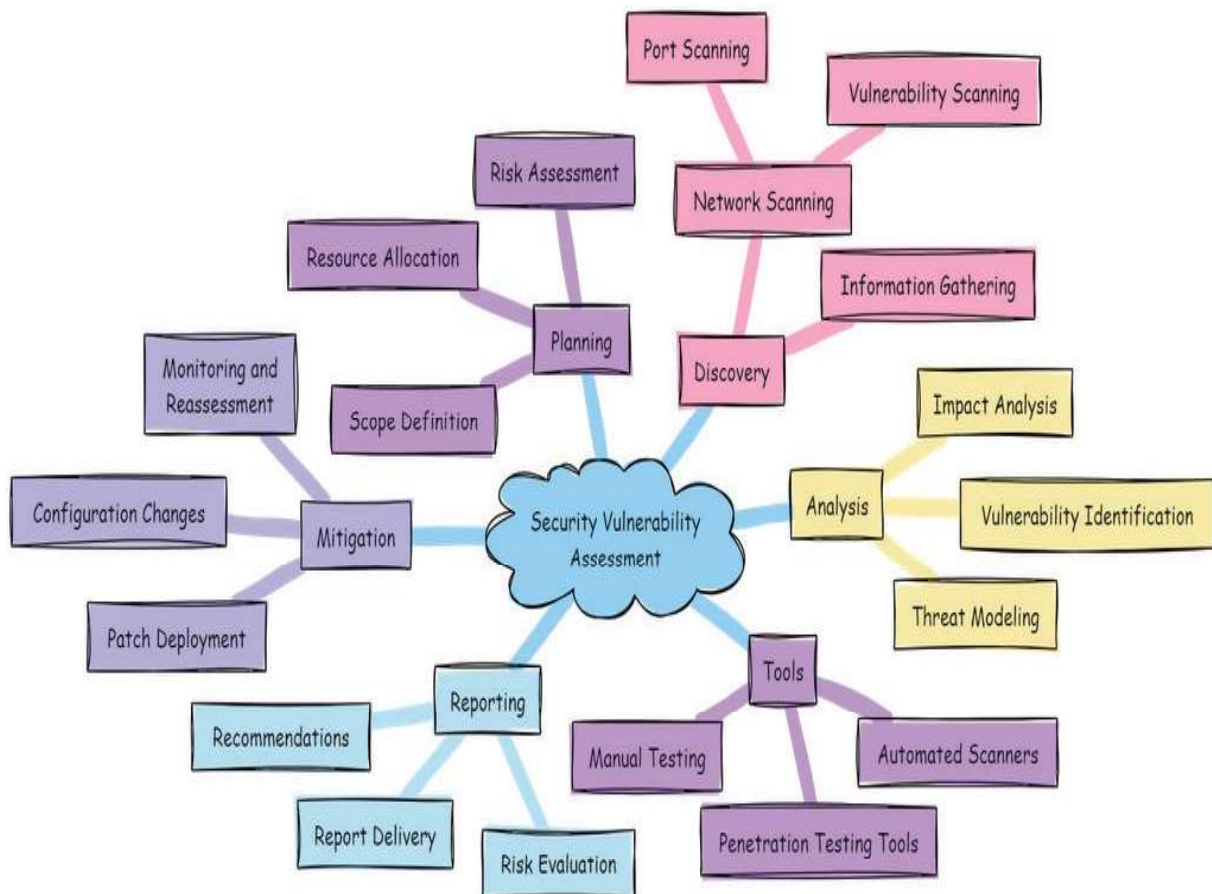 Port Scanning
Vulnerability Scanning
Risk Assessment
Network Scanning
Resource Allocation
Information Gathering
Planning
Discovery
Monitoring and
Reassessment
Scope Definition
Impact Analysis
Configuration Changes
Mitigation
Security Vulnerability
Assessment
Analysis
Vulnerability Identification
Patch Deployment
Threat Modeling
Tools
Reporting
Recommendations
Manual Testing
Automated Scanners
Report Delivery
Risk Evaluation
Penetration Testing Tools